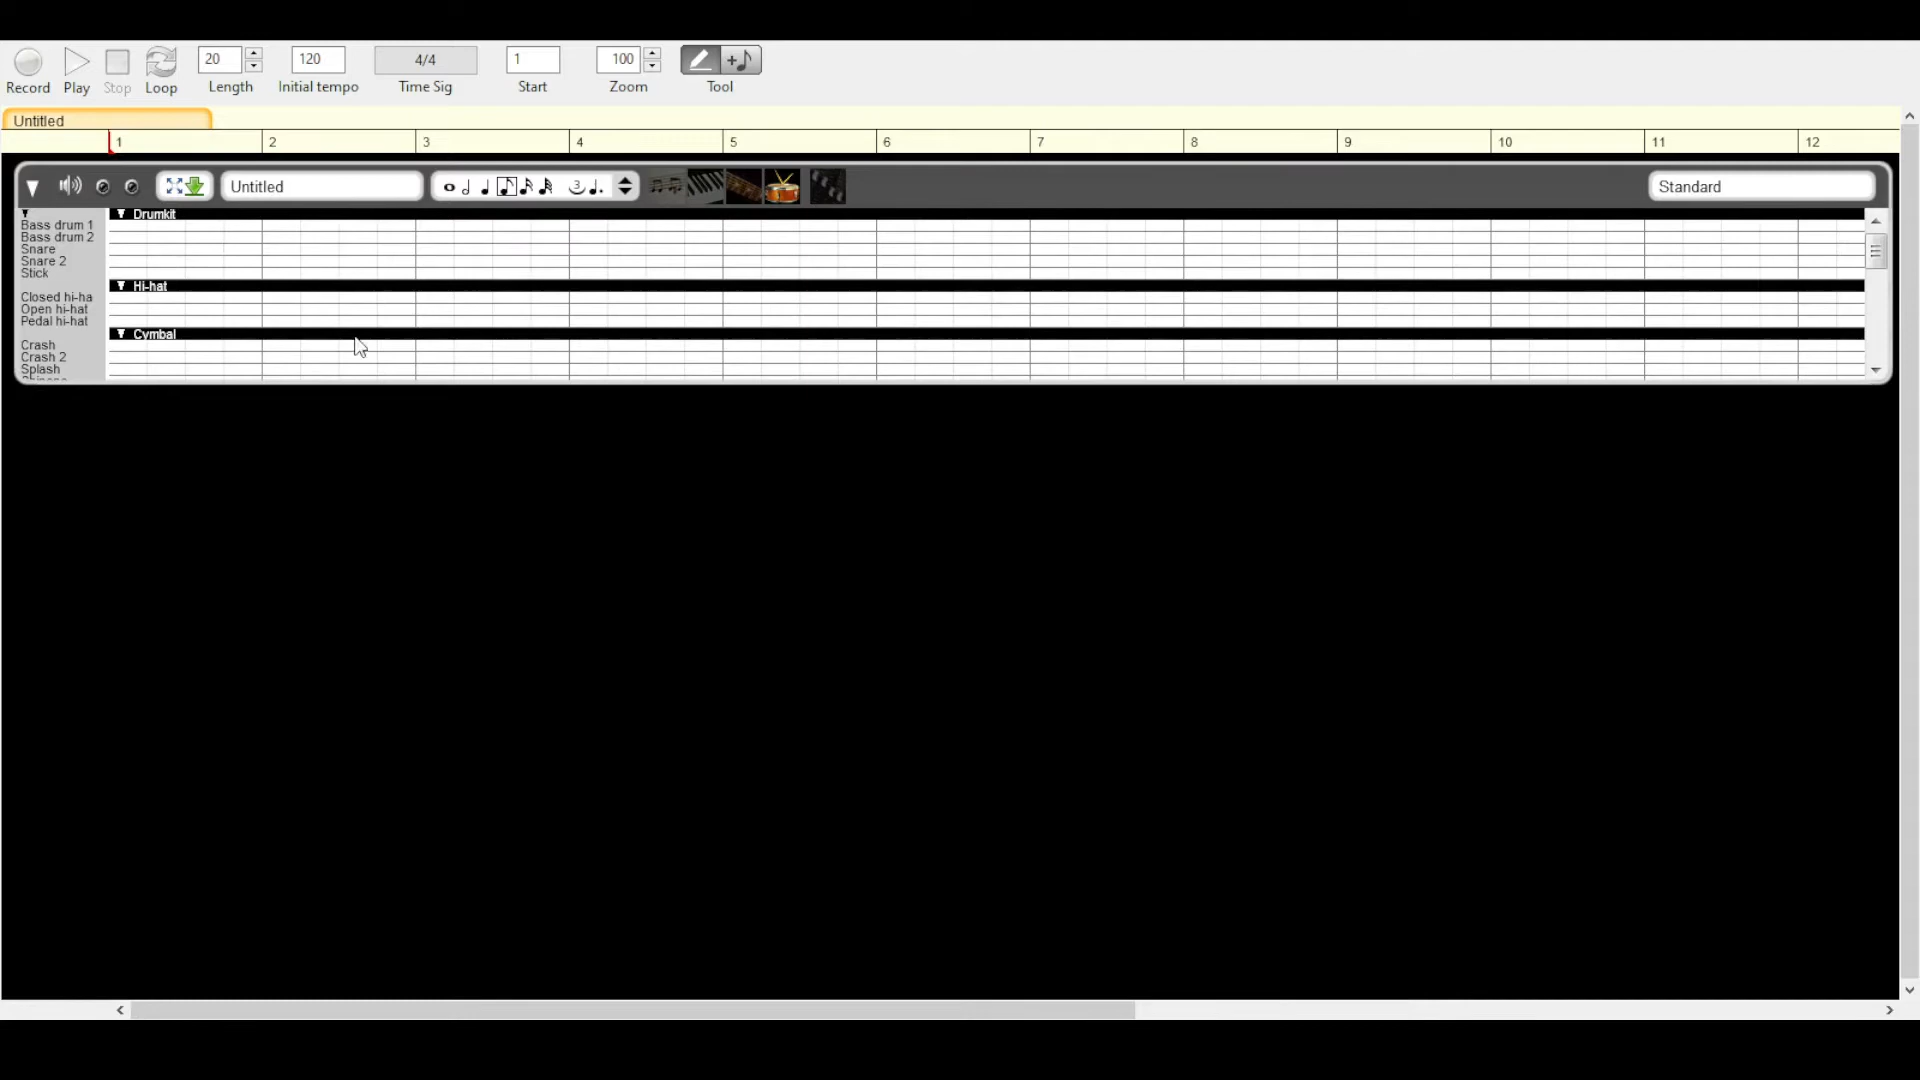 20 120 4/4 1 100
Record Play Stop Loop Length Initial tempo Time Sig Start Zoom Tool
Untitled
1 2 3 4 5 6 7 8 9 10 11 12
Untitled 3 Standard
Drumkit
Bass drum 1
Bass drum 2
Snare
Snare 2
Stick
Hi-hat
Closed hi-ha
Open hi-hat
Pedal hi-hat
Cymbal
Crash
Crash 2
Splash